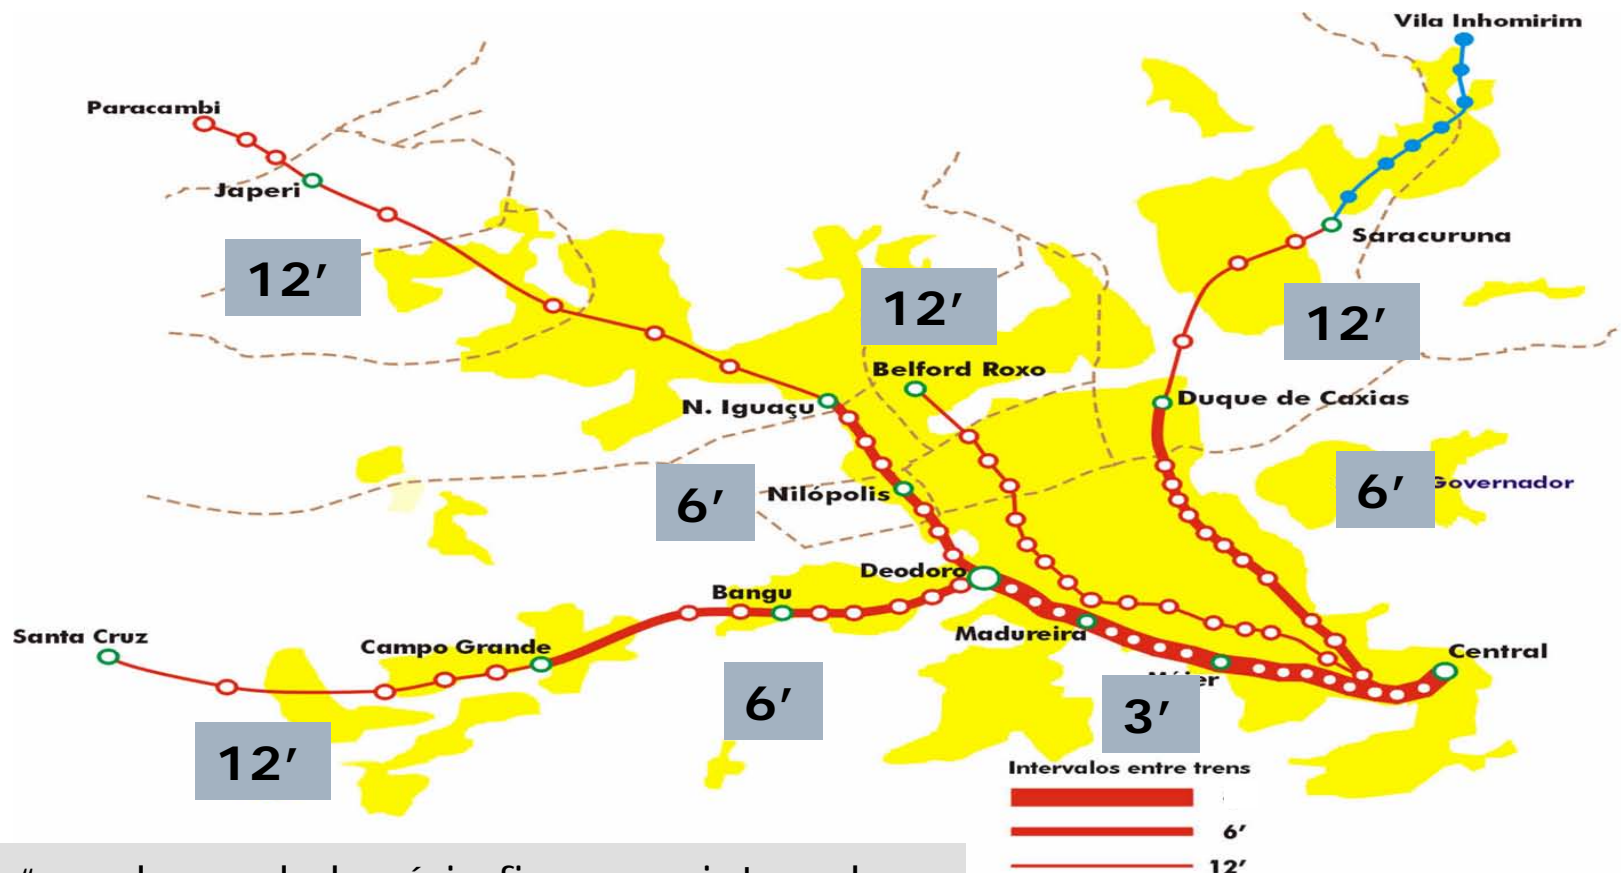 Vila Inhomirim
Paracambi
Japeri
Saracuruna
12’
12’
12’
Belford Roxo
Duque de Caxias
N. Iguaçu
6’
Nilópolis
6’
Governador
Deodoro
Bangu
Santa Cruz
Campo Grande
Madureira
Central
6’
3’
12’
Intervalos entre trens
6’
12’